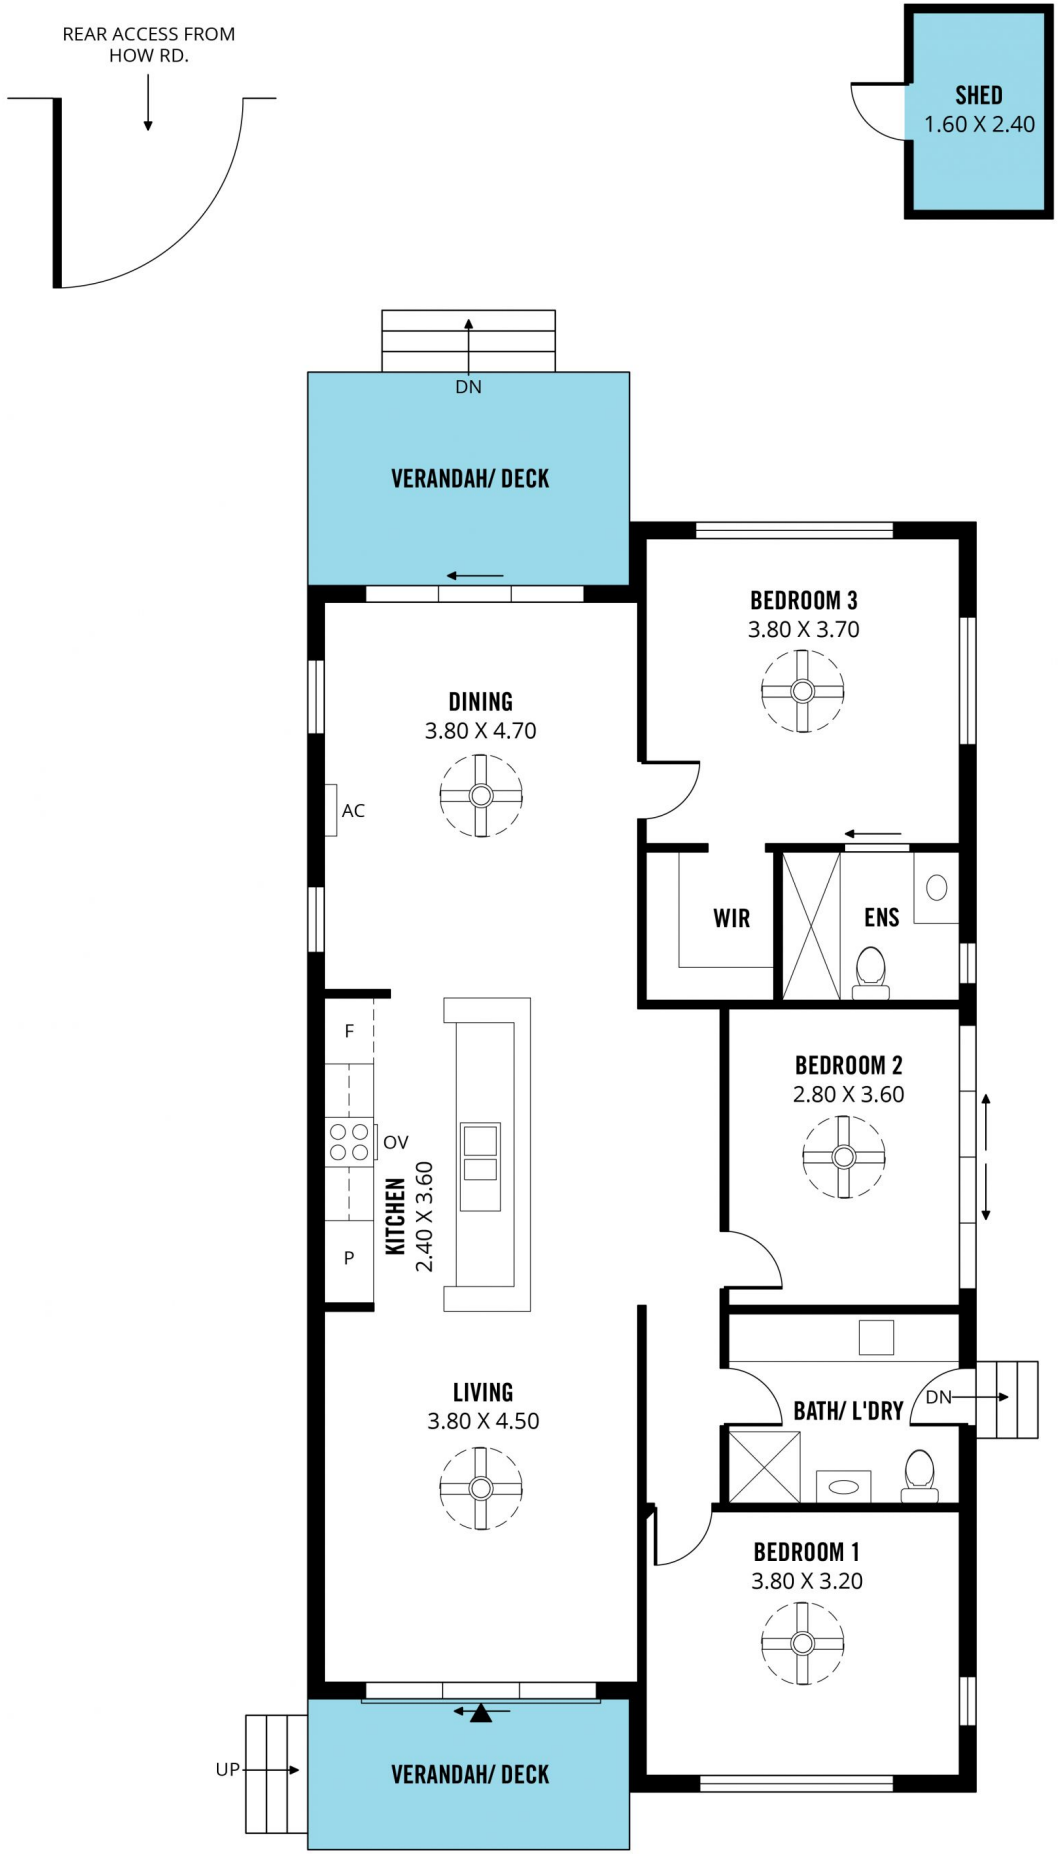 REAR ACCESS FROM
HOW RD.
SHED
1.60 X 2.40
DN
VERANDAH/ DECK
BEDROOM 3
3.80 X 3.70
DINING
3.80 X 4.70
AC
WIR
ENS
F
BEDROOM 2
2.80 X 3.60
OV
KITCHEN
2.40 X 3.60
P
LIVING
3.80 X 4.50
BATH/ L'DRY
DN
BEDROOM 1
3.80 X 3.20
UP
VERANDAH/ DECK